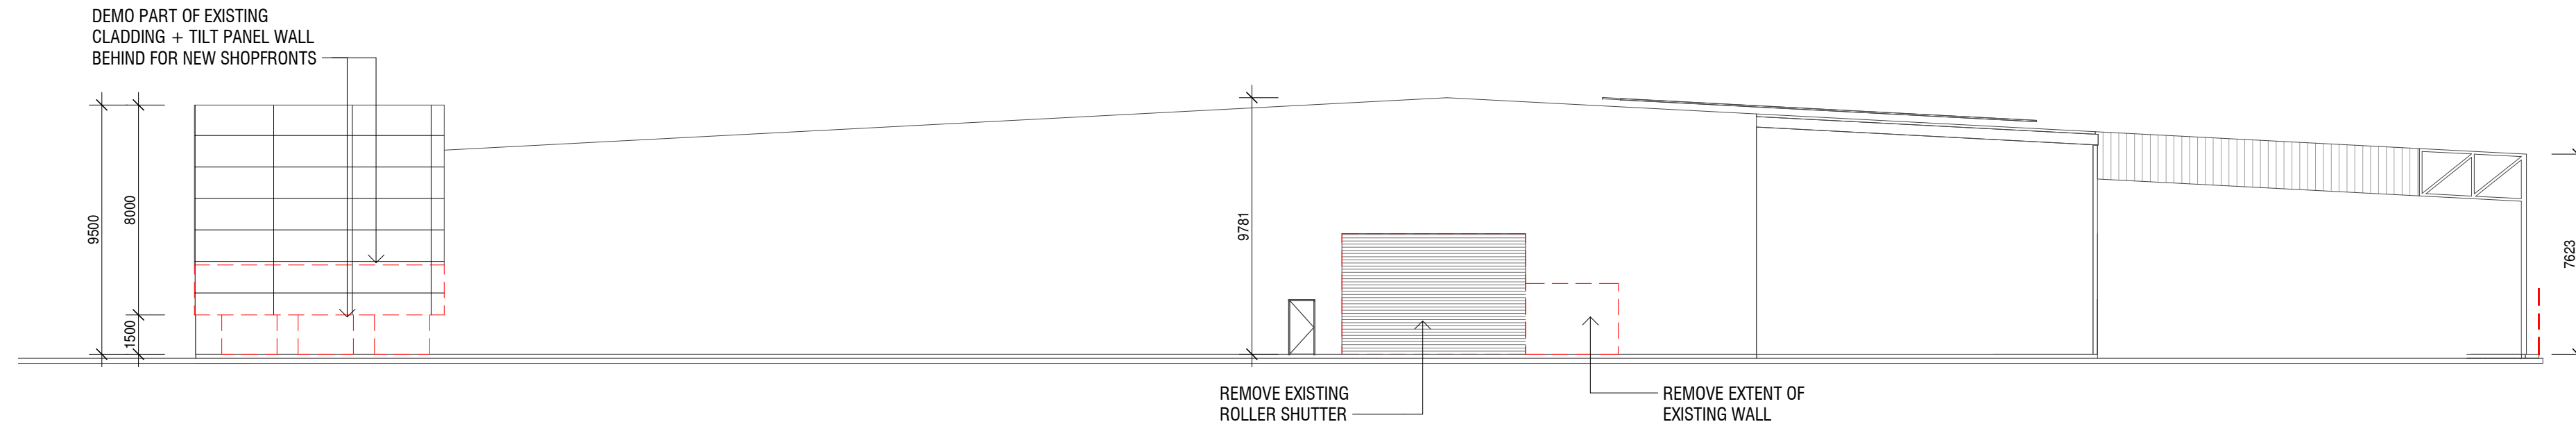 DEMO PART OF EXISTING
CLADDING + TILT PANEL WALL
BEHIND FOR NEW SHOPFRONTS
9500
8000
1500
9781
7623
REMOVE EXISTING
ROLLER SHUTTER
REMOVE EXTENT OF
EXISTING WALL